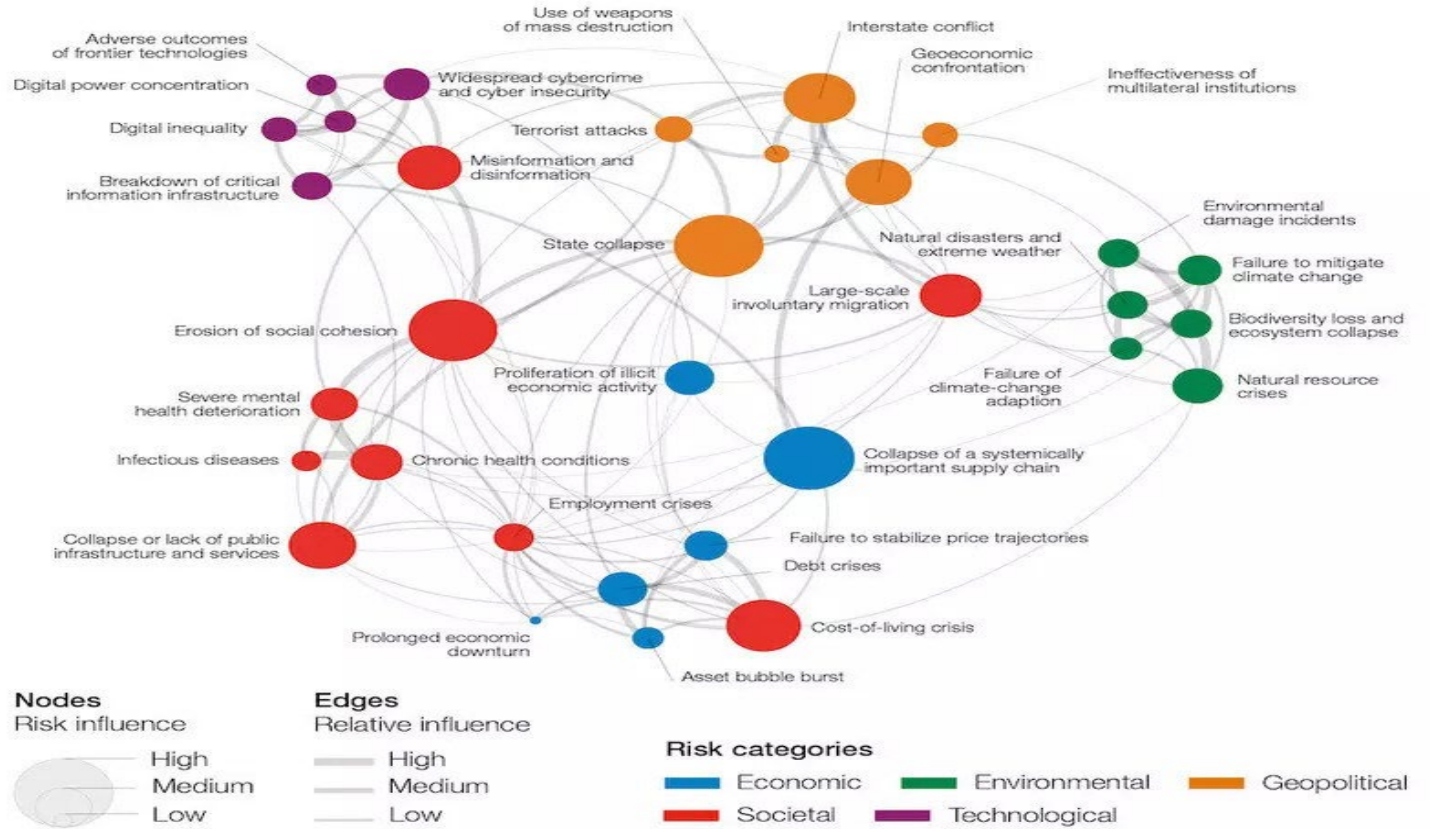 Use of weapons
of mass destruction
Interstate conflict
Adverse outcomes
of frontier technologies
Geoeconomic
confrontation
Ineffectiveness of
multilateral institutions
Digital power concentration
Widespread cybercrime
and cyber insecurity
Digital inequality
Terrorist attacks
Misinformation and
disinformation
Breakdown of critical
information infrastructure
Environmental
damage incidents
State collapse
Natural disasters and
extreme weather
Failure to mitigate
climate change
Large-scale
involuntary migration
Erosion of social cohesion
Biodiversity loss and
ecosystem collapse
Proliferation of illicit
economic activity
Failure of
climate-change
adaption
Natural resource
crises
Severe mental
health deterioration
Infectious diseases
Chronic health conditions
Collapse of a systemically
important supply chain
Employment crises
Collapse or lack of public
infrastructure and services
Failure to stabilize price trajectories
Debt crises
Prolonged economic
downturn
Cost-of-living crisis
Asset bubble burst
Nodes
Risk influence
High
Medium
Low
Edges
Relative influence
High
Medium
Low
Risk categories
Economic
Environmental
Geopolitical
Societal
Technological